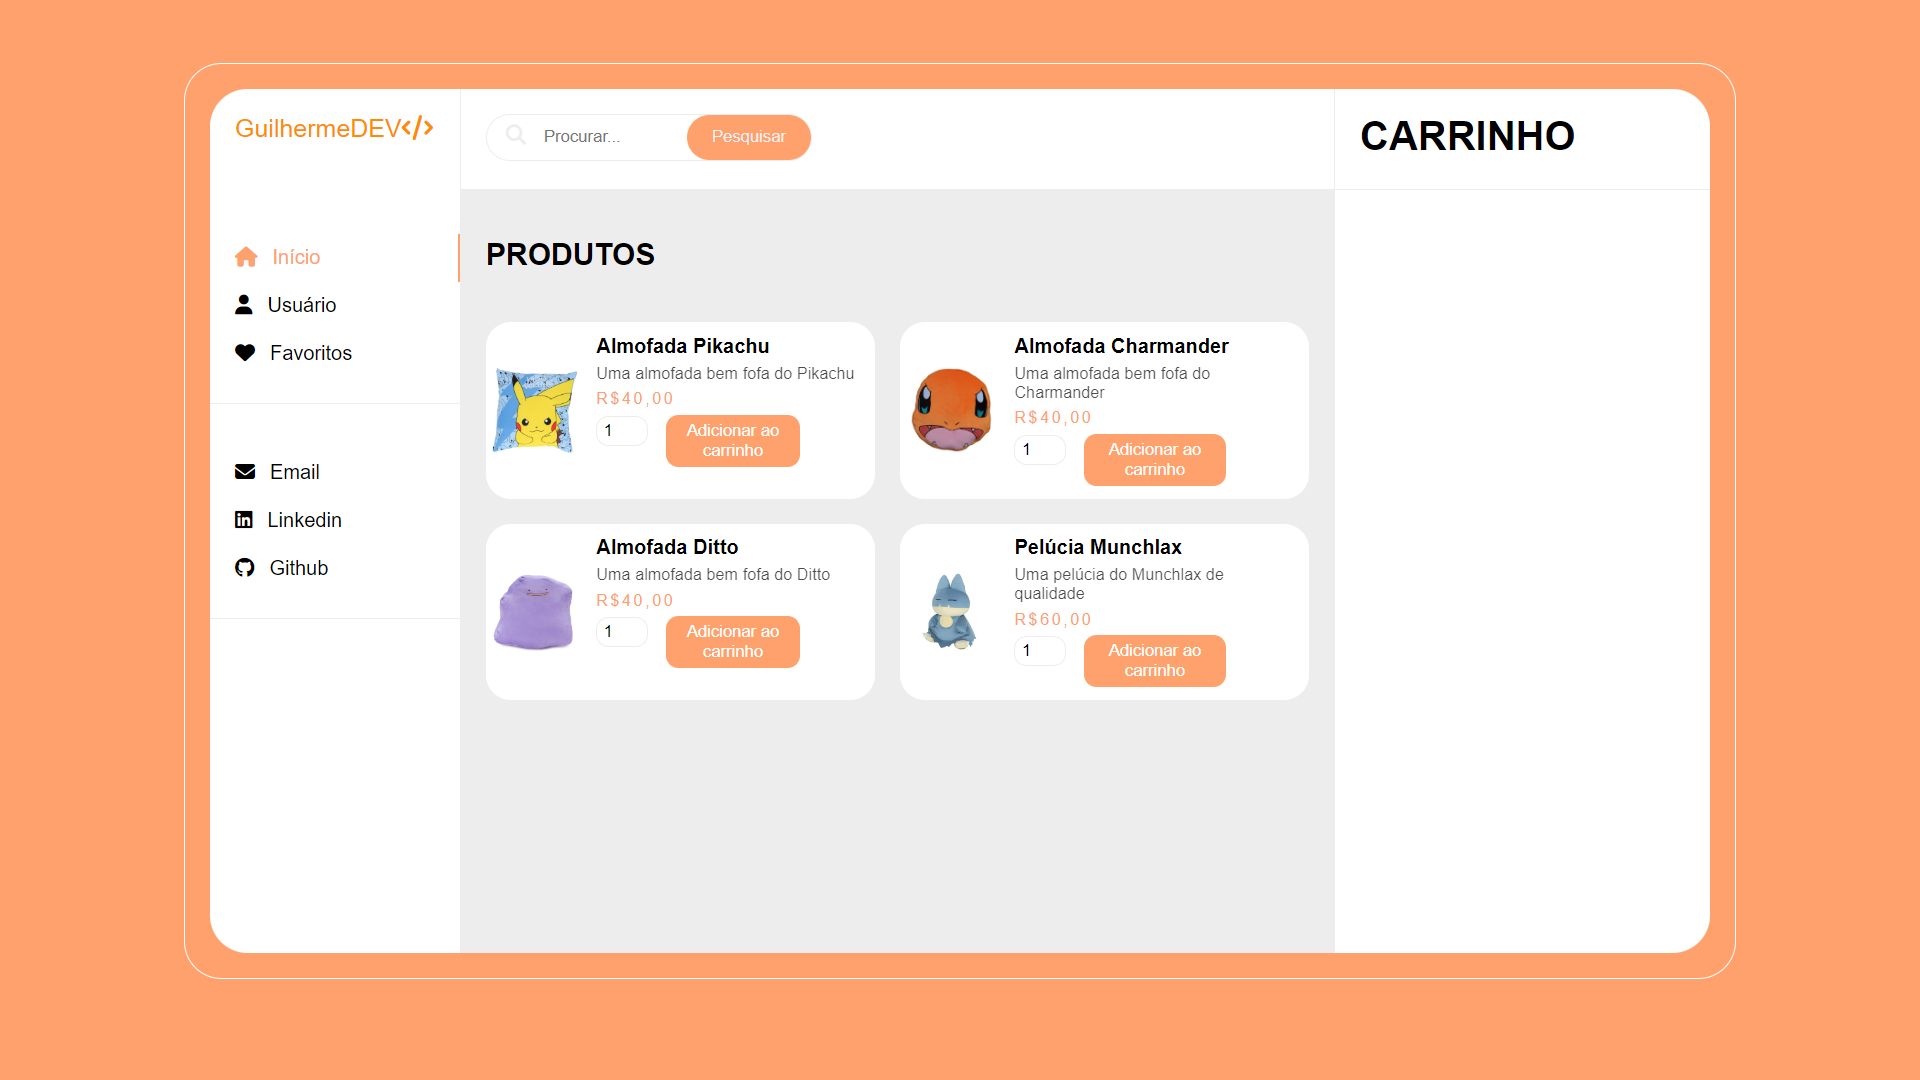 GuilhermeDEV</>
Início
Usuário
Favoritos
Email
Linkedin
Github
Procurar...
Pesquisar
PRODUTOS
Almofada Pikachu
Uma almofada bem fofa do Pikachu
R$40,00
1
Adicionar ao
carrinho
Almofada Charmander
Uma almofada bem fofa do
Charmander
R$40,00
1
Adicionar ao
carrinho
Almofada Ditto
Uma almofada bem fofa do Ditto
R$40,00
1
Adicionar ao
carrinho
Pelúcia Munchlax
Uma pelúcia do Munchlax de
qualidade
R$60,00
1
Adicionar ao
carrinho
CARRINHO